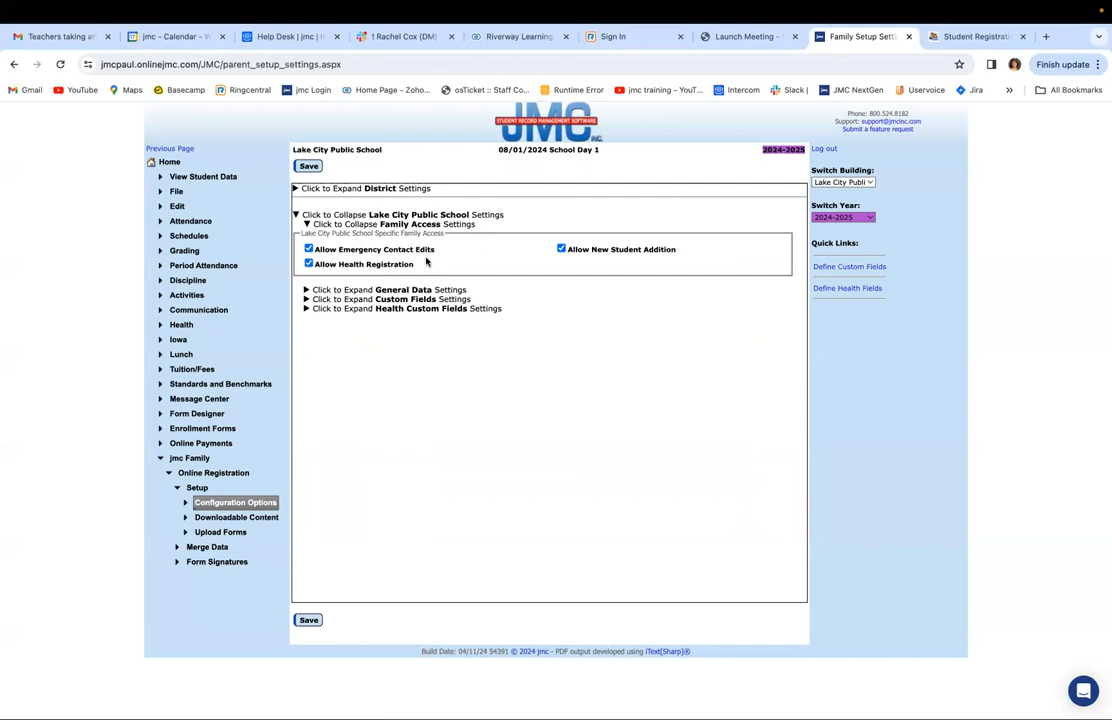 Teachers taking at
jmc - Calendar - W
Help Desk | jmc | In
! Rachel Cox (DM)
Riverway Learning
Sign In
Launch Meeting -
Family Setup Sett
Student Registrati
jmcpaul.onlinejmc.com/JMC/parent_setup_settings.aspx
Finish update
Gmail
YouTube
Maps
Basecamp
Ringcentral
jmc Login
Home Page - Zoho...
osTicket :: Staff Co...
Runtime Error
jmc training - YouT...
Intercom
Slack |
JMC NextGen
Uservoice
Jira
»
All Bookmarks
JMC INC.
STUDENT RECORD MANAGEMENT SOFTWARE
Phone: 800.524.8182
Support: support@jmcinc.com
Submit a feature request
Previous Page
Lake City Public School
08/01/2024 School Day 1
2024-2025
Log out
Home
View Student Data
File
Edit
Attendance
Schedules
Grading
Period Attendance
Discipline
Activities
Communication
Health
Iowa
Lunch
Tuition/Fees
Standards and Benchmarks
Message Center
Form Designer
Enrollment Forms
Online Payments
jmc Family
Online Registration
Setup
Configuration Options
Downloadable Content
Upload Forms
Merge Data
Form Signatures
Save
Click to Expand District Settings
Click to Collapse Lake City Public School Settings
Click to Collapse Family Access Settings
Lake City Public School Specific Family Access
Allow Emergency Contact Edits
Allow New Student Addition
Allow Health Registration
Click to Expand General Data Settings
Click to Expand Custom Fields Settings
Click to Expand Health Custom Fields Settings
Save
Switch Building:
Lake City Publi
Switch Year:
2024-2025
Quick Links:
Define Custom Fields
Define Health Fields
Build Date: 04/11/24 54391 © 2024 jmc - PDF output developed using iText[Sharp]®